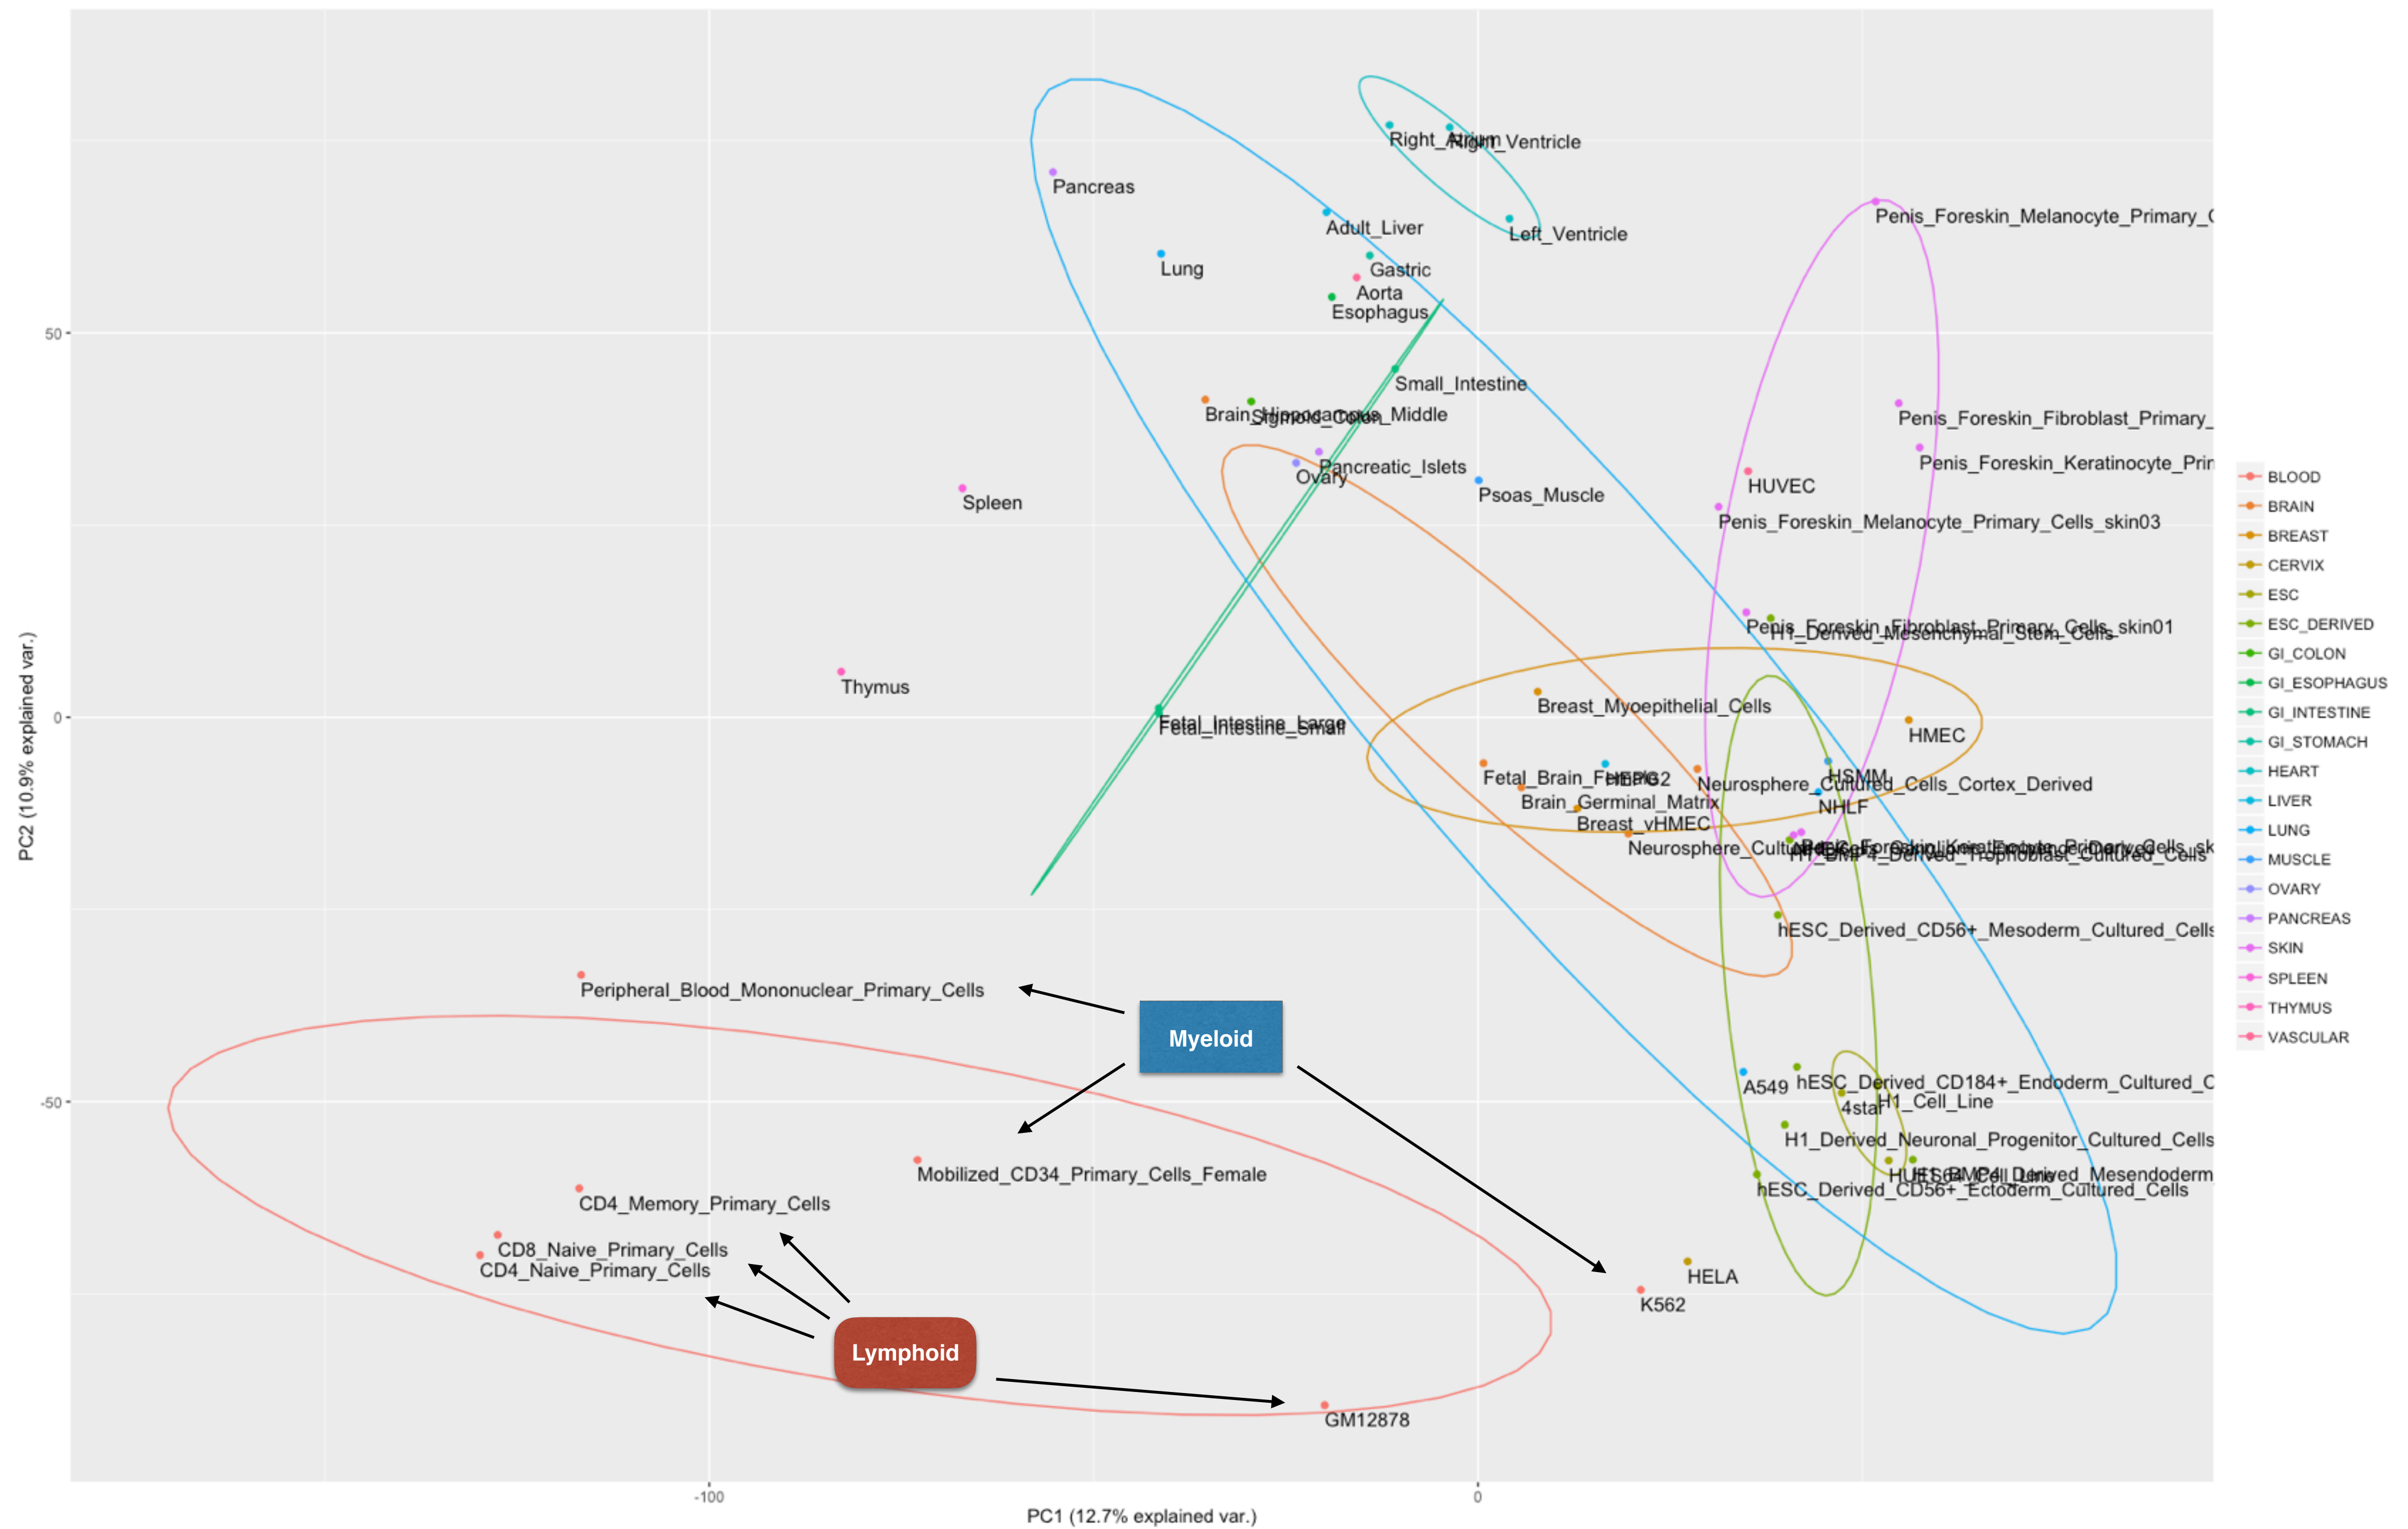 Right_Atrium
Right_Ventricle
Pancreas
Penis_Foreskin_Melanocyte_Primary_
Adult_Liver
Left_Ventricle
Lung
Gastric
Aorta
Esophagus
50
Small_Intestine
Brain_Hippocampus_Middle
Sigmoid_Colon
Penis_Foreskin_Fibroblast_Primary_
Pancreatic_Islets
Penis_Foreskin_Keratinocyte_Prin
Ovary
HUVEC
Psoas_Muscle
Spleen
Penis_Foreskin_Melanocyte_Primary_Cells_skin03
Penis_Foreskin_Fibroblast_Primary_Cells_skin01
H1_Derived_Mesenchymal_Stem_Cells
Thymus
Breast_Myoepithelial_Cells
0
Fetal_Intestine_Large
Fetal_Intestine_Small
HMEC
Fetal_Brain_Female
HEPG2
HSMM
Neurosphere_Cultured_Cells_Cortex_Derived
Brain_Germinal_Matrix
NHLF
Breast_vHMEC
H1_BMP4_Derived_Trophoblast_Cultured_Cells
hESC_Derived_CD56+_Mesoderm_Cultured_Cells
Peripheral_Blood_Mononuclear_Primary_Cells
Myeloid
A549
hESC_Derived_CD184+_Endoderm_Cultured_C
-50
4star
H1_Cell_Line
H1_Derived_Neuronal_Progenitor_Cultured_Cells
Mobilized_CD34_Primary_Cells_Female
HUES64_Cell_Line
H1_BMP4_Derived_Mesendoderm
hESC_Derived_CD56+_Ectoderm_Cultured_Cells
CD4_Memory_Primary_Cells
CD8_Naive_Primary_Cells
CD4_Naive_Primary_Cells
HELA
K562
Lymphoid
GM12878
-100
0
PC1 (12.7% explained var.)
PC2 (10.9% explained var.)
BLOOD
BRAIN
BREAST
CERVIX
ESC
ESC_DERIVED
GI_COLON
GI_ESOPHAGUS
GI_INTESTINE
GI_STOMACH
HEART
LIVER
LUNG
MUSCLE
OVARY
PANCREAS
SKIN
SPLEEN
THYMUS
VASCULAR